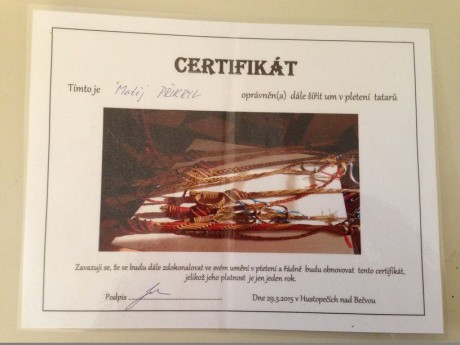 CERTIFIKÁT
Tímto je Matěj PŘIKRYL oprávněn(a) dále šířit um v pletení tatarů
Zavazuji se, že se budu dále zdokonalovat ve svém umění v pletení a řádně budu obnovovat tento certifikát,
jelikož jeho platnost je jen jeden rok.
Podpis Dne 29.3.2015 v Hustopečích nad Bečvou